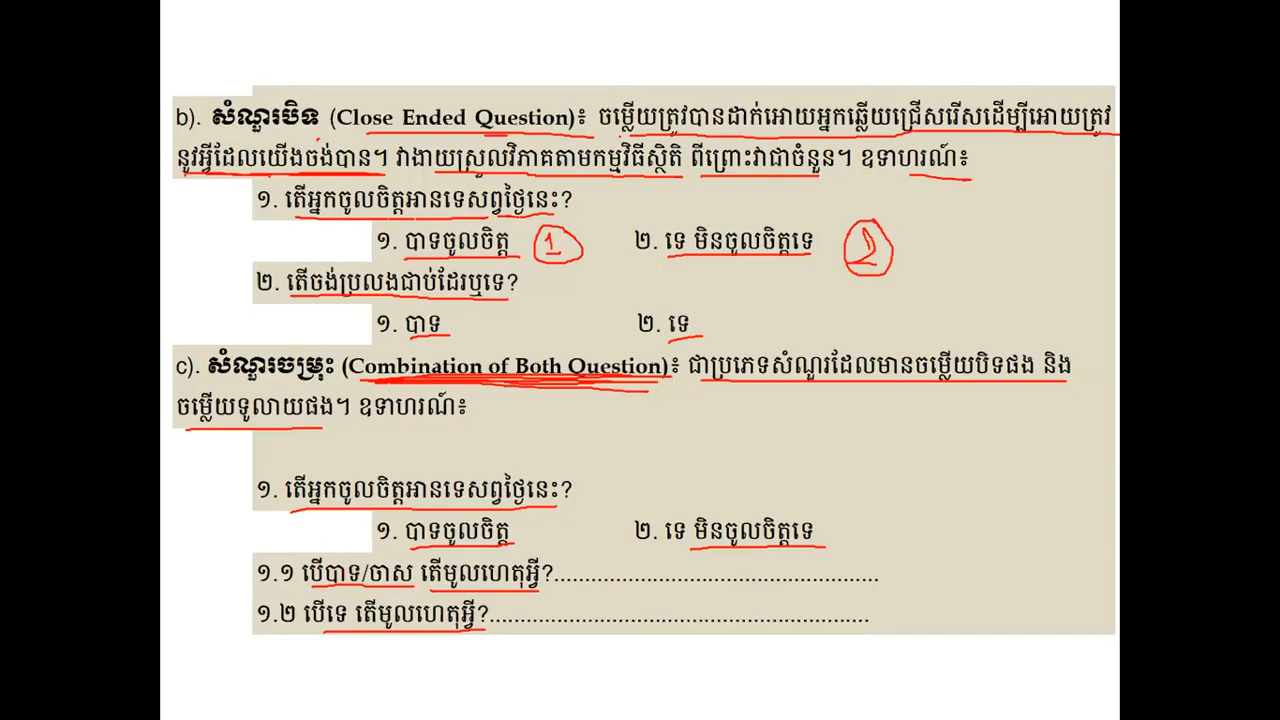 b). សំណួរបិទ (Close Ended Question)៖ ចម្លើយត្រូវបានដាក់អោយអ្នកឆ្លើយជ្រើសរើសដើម្បីអោយត្រូវ
នូវអ្វីដែលយើងចង់បាន។ វាងាយស្រួលវិភាគតាមកម្មវិធីស្ថិតិ ពីព្រោះវាជាចំនួន។ ឧទាហរណ៍៖
១. តើអ្នកចូលចិត្តអានទេសព្វថ្ងៃនេះ?
១. បាទចូលចិត្ត ១ ២. ទេ មិនចូលចិត្តទេ
២. តើចង់ប្រលងជាប់ដែរឬទេ?
១. បាទ ២. ទេ
c). សំណួរចម្រុះ (Combination of Both Question)៖ ជាប្រភេទសំណួរដែលមានចម្លើយបិទផង និង
ចម្លើយទូលាយផង។ ឧទាហរណ៍៖
១. តើអ្នកចូលចិត្តអានទេសព្វថ្ងៃនេះ?
១. បាទចូលចិត្ត ២. ទេ មិនចូលចិត្តទេ
១.១ បើបាទ/ចាស តើមូលហេតុអ្វី?.....................................................
១.២ បើទេ តើមូលហេតុអ្វី?..............................................................